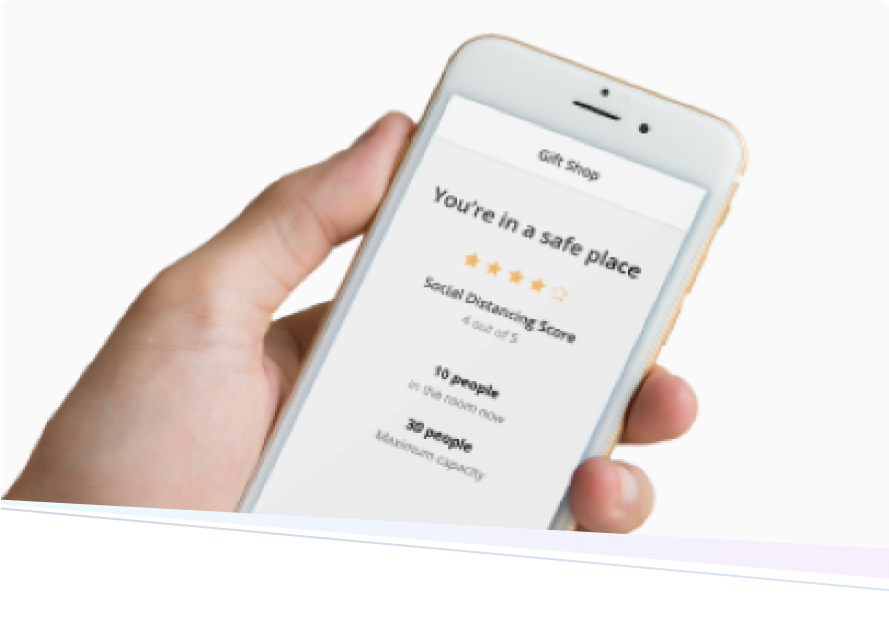 Gift Shop
You're in a safe place
Social Distancing Score
4 out of 5
10 people
in the room now
30 people
Maximum capacity